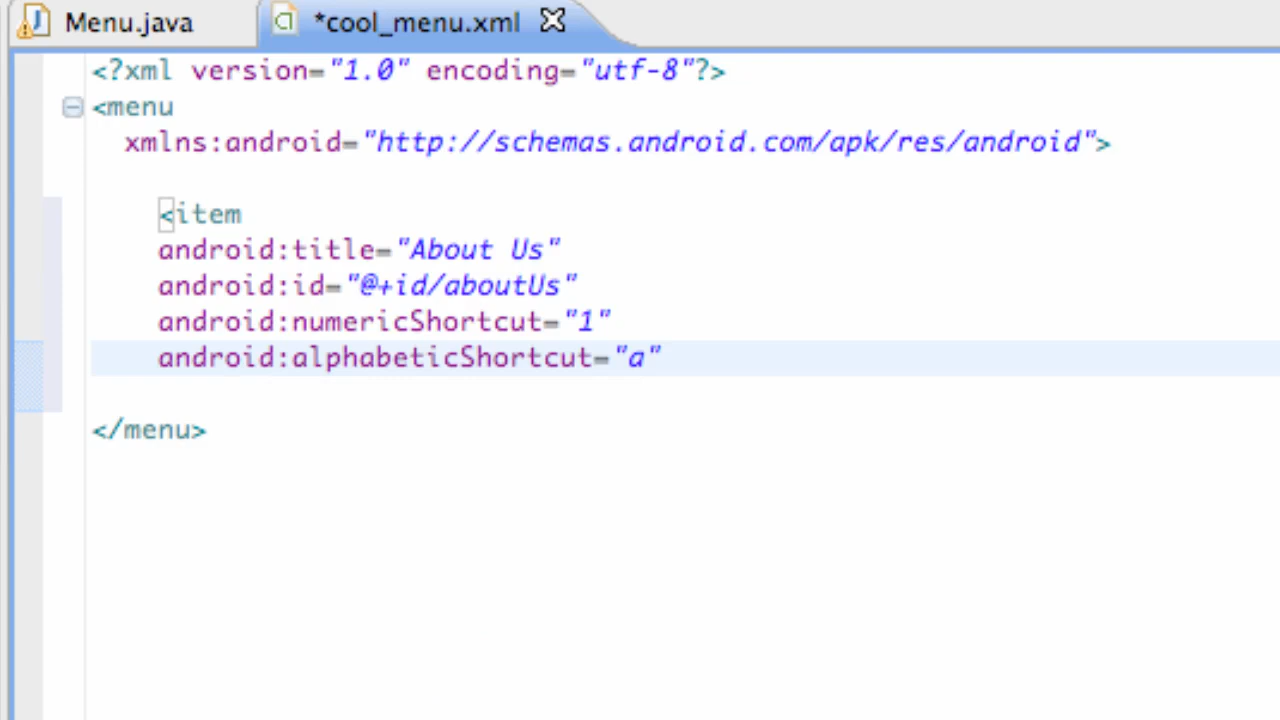 Menu.java
*cool_menu.xml
<?xml version="1.0" encoding="utf-8"?>
<menu
xmlns:android="http://schemas.android.com/apk/res/android">
<item
android:title="About Us"
android:id="@+id/aboutUs"
android:numericShortcut="1"
android:alphabeticShortcut="a"
</menu>